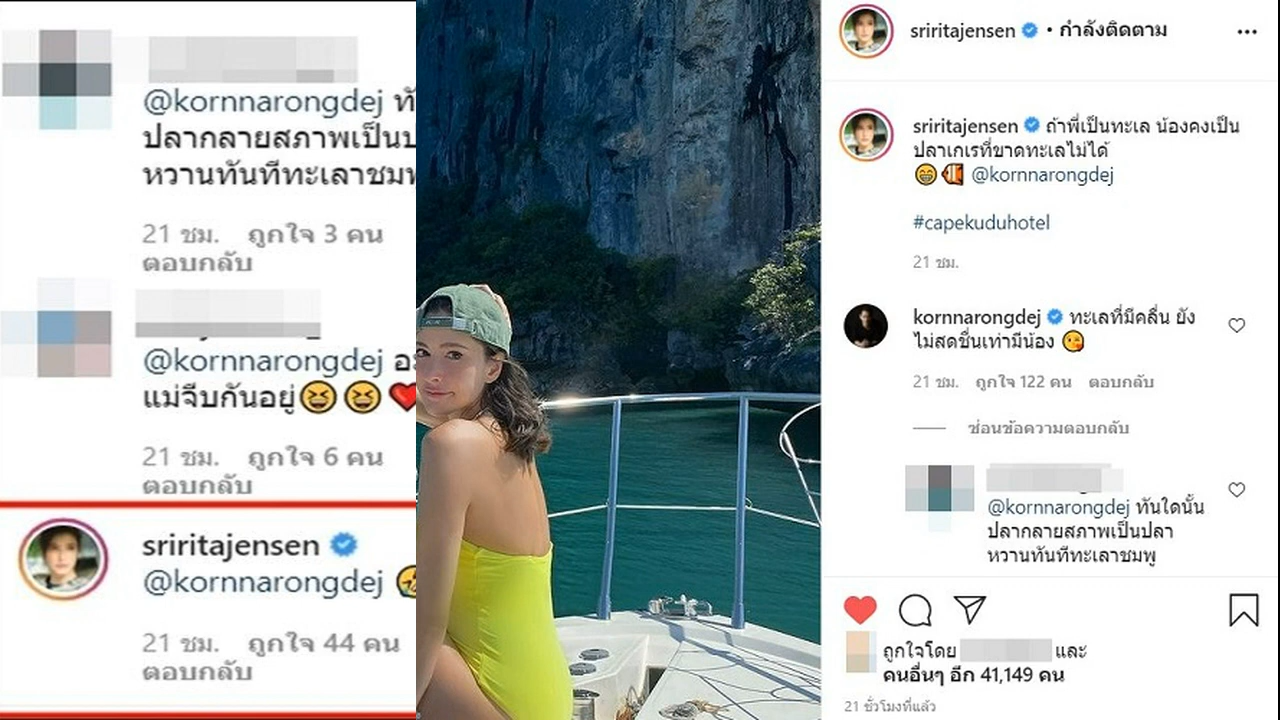 @kornnarongdej ทั
ปลากลายสภาพเป็นป
หวานทันทีทะเลาชมพ
21 ชม. ถูกใจ 3 คน
ตอบกลับ
@kornnarongdej
แม่จีบกันอยู่😆😆❤️
21 ชม. ถูกใจ 6 คน
ตอบกลับ
sriritajensen
@kornnarongdej 🤣
21 ชม. ถูกใจ 44 คน
ตอบกลับ
sriritajensen • กำลังติดตาม
sriritajensen ถ้าพี่เป็นทะเล น้องคงเป็น
ปลาเกเรที่ขาดทะเลไม่ได้
😁🐠 @kornnarongdej
#capekuduhotel
21 ชม.
kornnarongdej ทะเลที่มีคลื่น ยัง
ไม่สดชื่นเท่ามีน้อง 😘
21 ชม. ถูกใจ 122 คน ตอบกลับ
ซ่อนข้อความตอบกลับ
@kornnarongdej ทันใดนั้น
ปลากลายสภาพเป็นปลา
หวานทันทีทะเลาชมพู
ถูกใจโดย และ
คนอื่นๆ อีก 41,149 คน
21 ชั่วโมงที่แล้ว